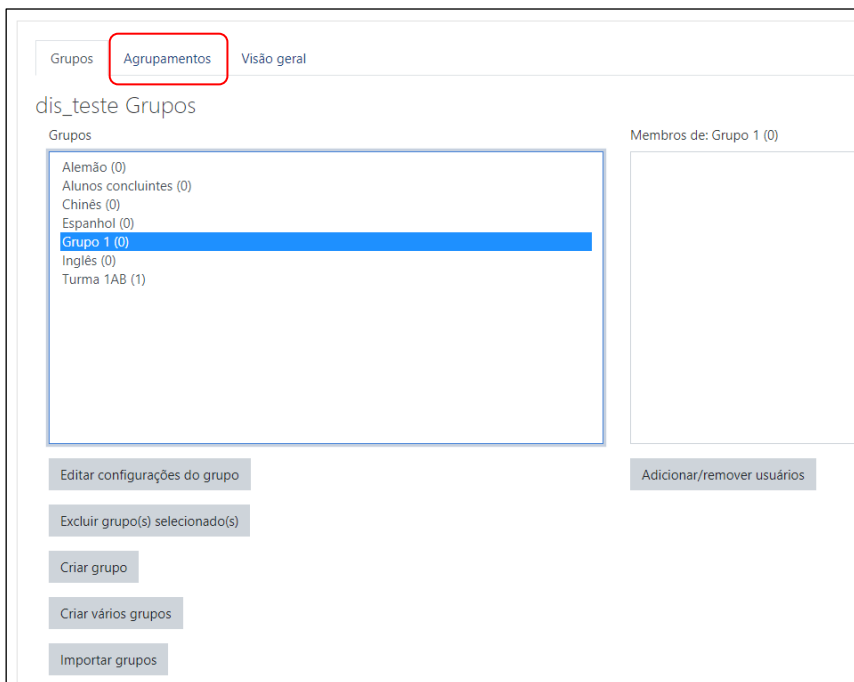 Grupos Agrupamentos Visão geral
dis_teste Grupos
Grupos
Alemão (0)
Alunos concluintes (0)
Chinês (0)
Espanhol (0)
Grupo 1 (0)
Inglês (0)
Turma 1AB (1)
Editar configurações do grupo
Excluir grupo(s) selecionado(s)
Criar grupo
Criar vários grupos
Importar grupos
Membros de: Grupo 1 (0)
Adicionar/remover usuários